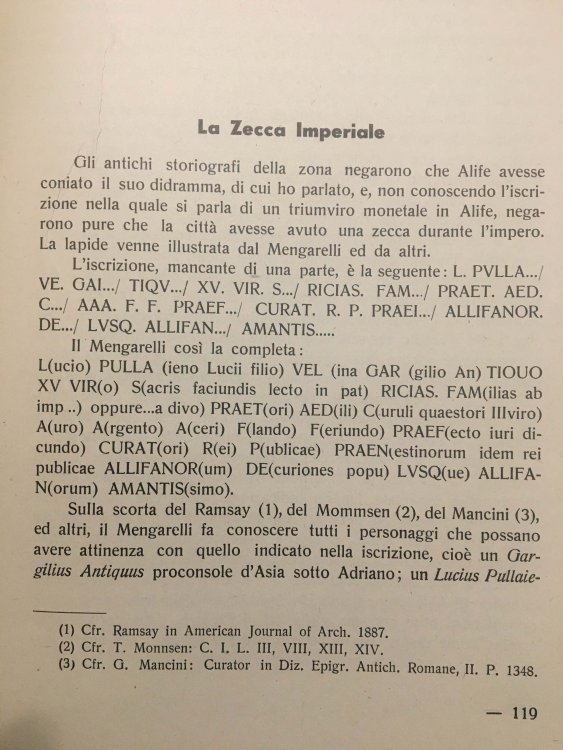 La Zecca Imperiale
Gli antichi storiografi della zona negarono che Alife avesse
coniato il suo didramma, di cui ho parlato, e, non conoscendo l'iscri-
zione nella quale si parla di un triumviro monetale in Alife, nega-
rono pure che la città avesse avuto una zecca durante l'impero.
La lapide venne illustrata dal Mengarelli ed da altri.
L'iscrizione, mancante di una parte, è la seguente: L. PVLLA.../
VE. GAI.../ TIQV.../ XV. VIR. S.../ RICIAS. FAM.../ PRAET. AED.
C.../ AAA. F. F. PRAEF.../ CURAT. R. P. PRAEI.../ ALLIFANOR.
DE.../ LVSQ. ALLIFAN.../ AMANTIS.....
Il Mengarelli così la completa:
L(ucio) PULLA (ieno Lucii filio) VEL (ina GAR (gilio An) TIOUO
XV VIR(o) S(acris faciundis lecto in pat) RICIAS. FAM(ilias ab
imp ..) oppure...a divo) PRAET(ori) AED(ili) C(uruli quaestori IIIviro)
A(uro) A(rgento) A(ceri) F(lando) F(eriundo) PRAEF(ecto iuri di-
cundo) CURAT(ori) R(ei) P(ublicae) PRAEN(estinorum idem rei
publicae ALLIFANOR(um) DE(curiones popu) LVSQ(ue) ALLIFA-
N(orum) AMANTIS(simo).
Sulla scorta del Ramsay (1), del Mommsen (2), del Mancini (3),
ed altri, il Mengarelli fa conoscere tutti i personaggi che possano
avere attinenza con quello indicato nella iscrizione, cioè un Gar-
gilius Antiquus proconsole d'Asia sotto Adriano; un Lucius Pullaie-
(1) Cfr. Ramsay in American Journal of Arch. 1887.
(2) Cfr. T. Monnsen: C. I. L. III, VIII, XIII, XIV.
(3) Cfr. G. Mancini: Curator in Diz. Epigr. Antich. Romane, II. P. 1348.
— 119